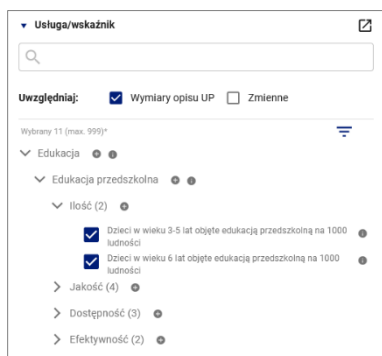 Usługa/wskaźnik
Uwzględniaj: Wymiary opisu UP Zmienne
Wybrany 11 (max. 999)*
Edukacja
Edukacja przedszkolna
Ilość (2)
Dzieci w wieku 3-5 lat objęte edukacją przedszkolną na 1000
ludności
Dzieci w wieku 6 lat objęte edukacją przedszkolną na 1000
ludności
Jakość (4)
Dostępność (3)
Efektywność (2)